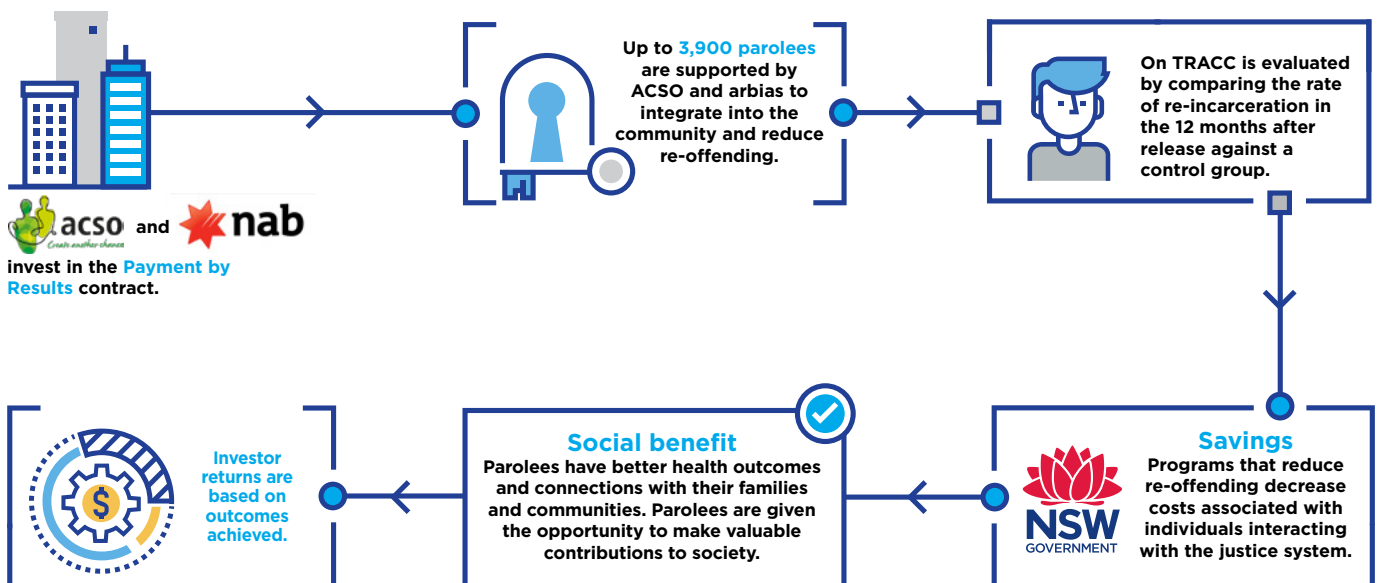 acso and nab
Create another chance
invest in the Payment by
Results contract.
Up to 3,900 parolees
are supported by
ACSO and arbias to
integrate into the
community and reduce
re-offending.
On TRACC is evaluated
by comparing the rate
of re-incarceration in
the 12 months after
release against a
control group.
Savings
Programs that reduce
re-offending decrease
costs associated with
individuals interacting
with the justice system.
NSW
GOVERNMENT
Social benefit
Parolees have better health outcomes
and connections with their families
and communities. Parolees are given
the opportunity to make valuable
contributions to society.
Investor
returns are
based on
outcomes
achieved.
$